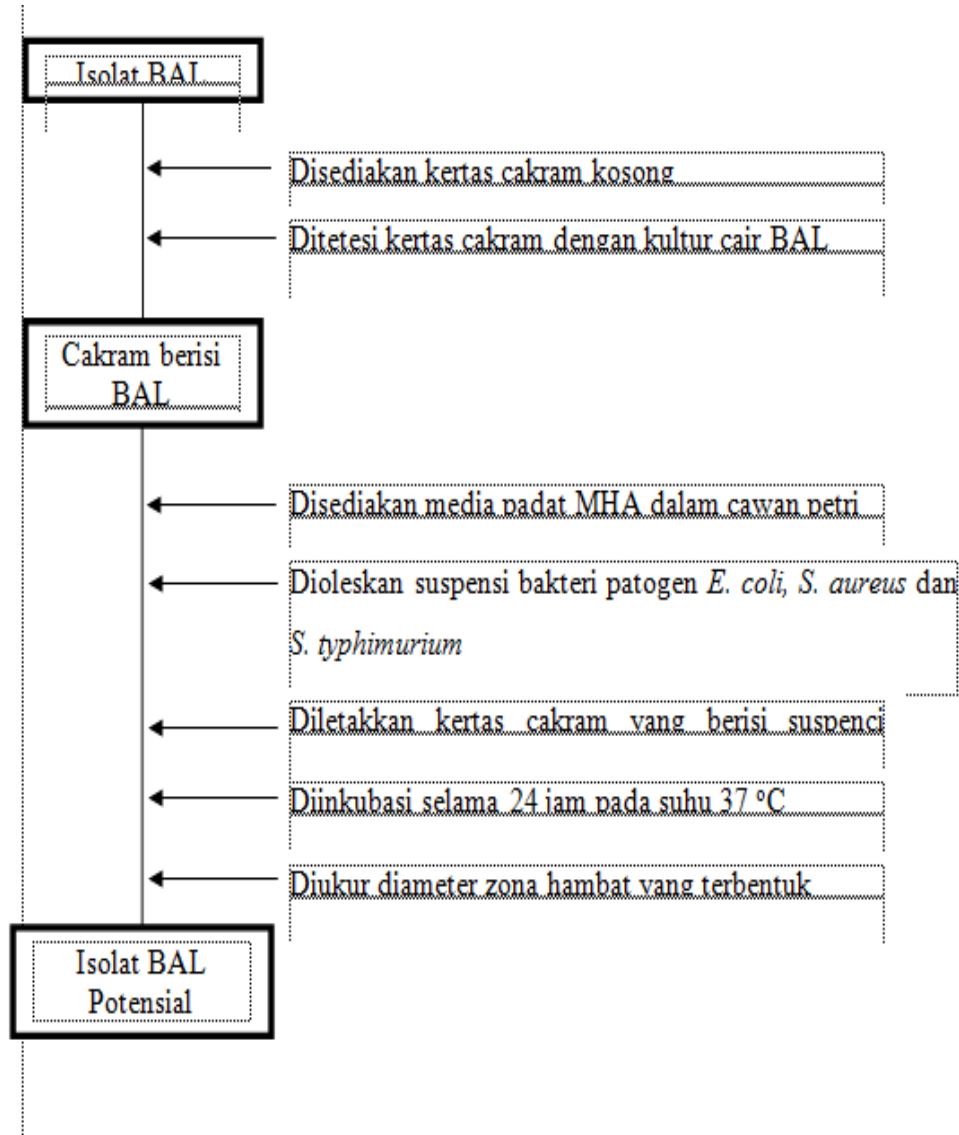 Isolat BAL
Disediakan kertas cakram kosong
Ditetesi kertas cakram dengan kultur cair BAL
Cakram berisi
BAL
Disediakan media padat MHA dalam cawan petri
Dioleskan suspensi bakteri patogen E. coli, S. aureus dan
S. typhimurium
Diletakkan kertas cakram yang berisi suspenci
Diinkubasi selama 24 jam pada suhu 37 °C
Diukur diameter zona hambat yang terbentuk
Isolat BAL
Potensial